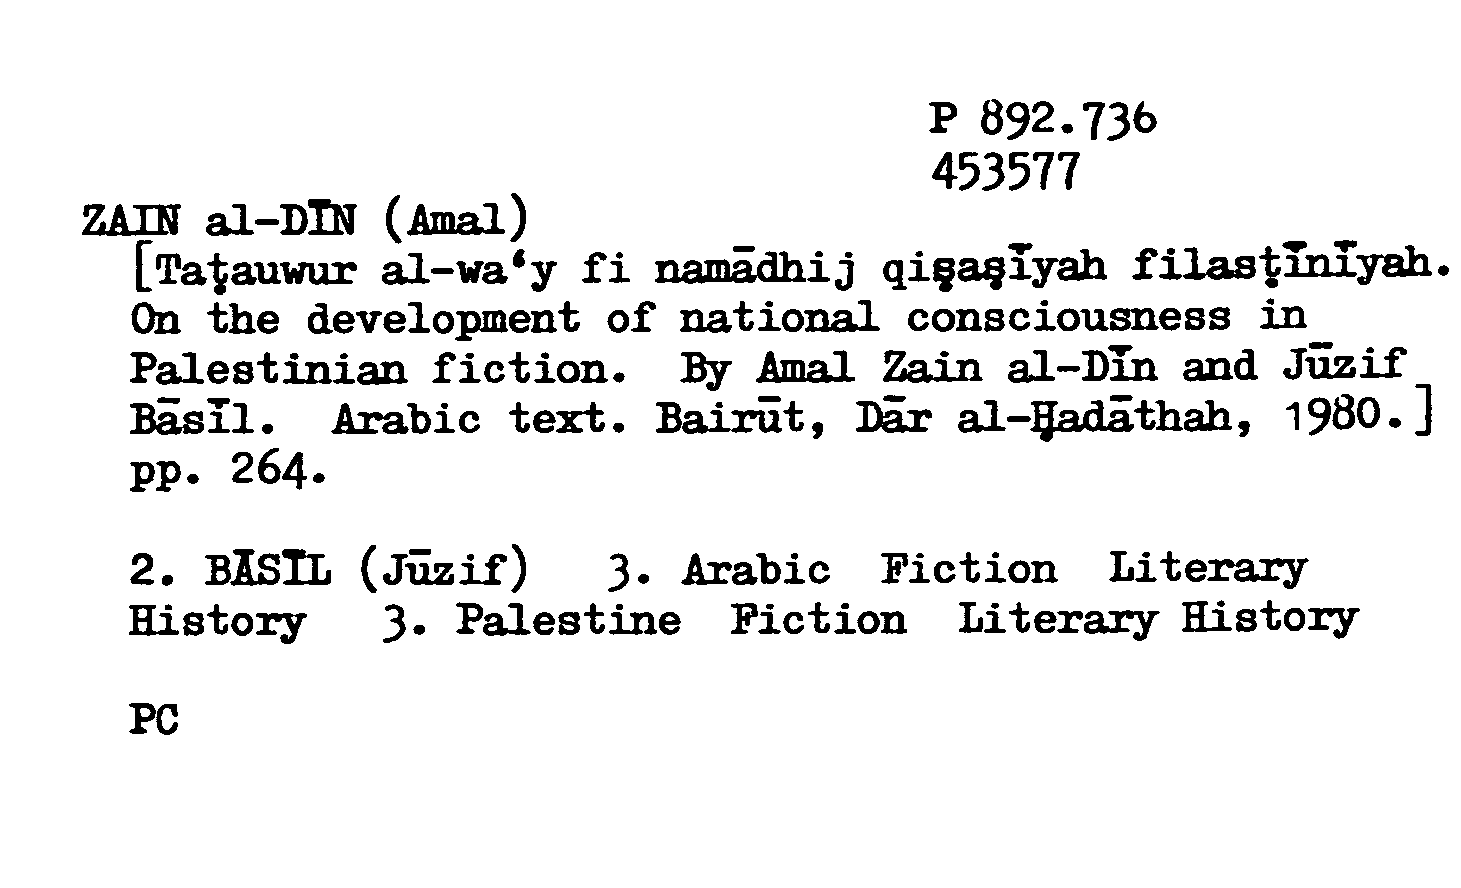 P 892.736
453577
ZAIN al-DĪN (Amal)
[Taṭauwur al-wa‘y fi namādhij qiṣaṣīyah filasṭīnīyah.
On the development of national consciousness in
Palestinian fiction. By Amal Zain al-Dīn and Jūzif
Bāsīl. Arabic text. Bairūt, Dār al-Ḥadāthah, 1980.]
pp. 264.
2. BĀSĪL (Jūzif) 3. Arabic Fiction Literary
History 3. Palestine Fiction Literary History
PC